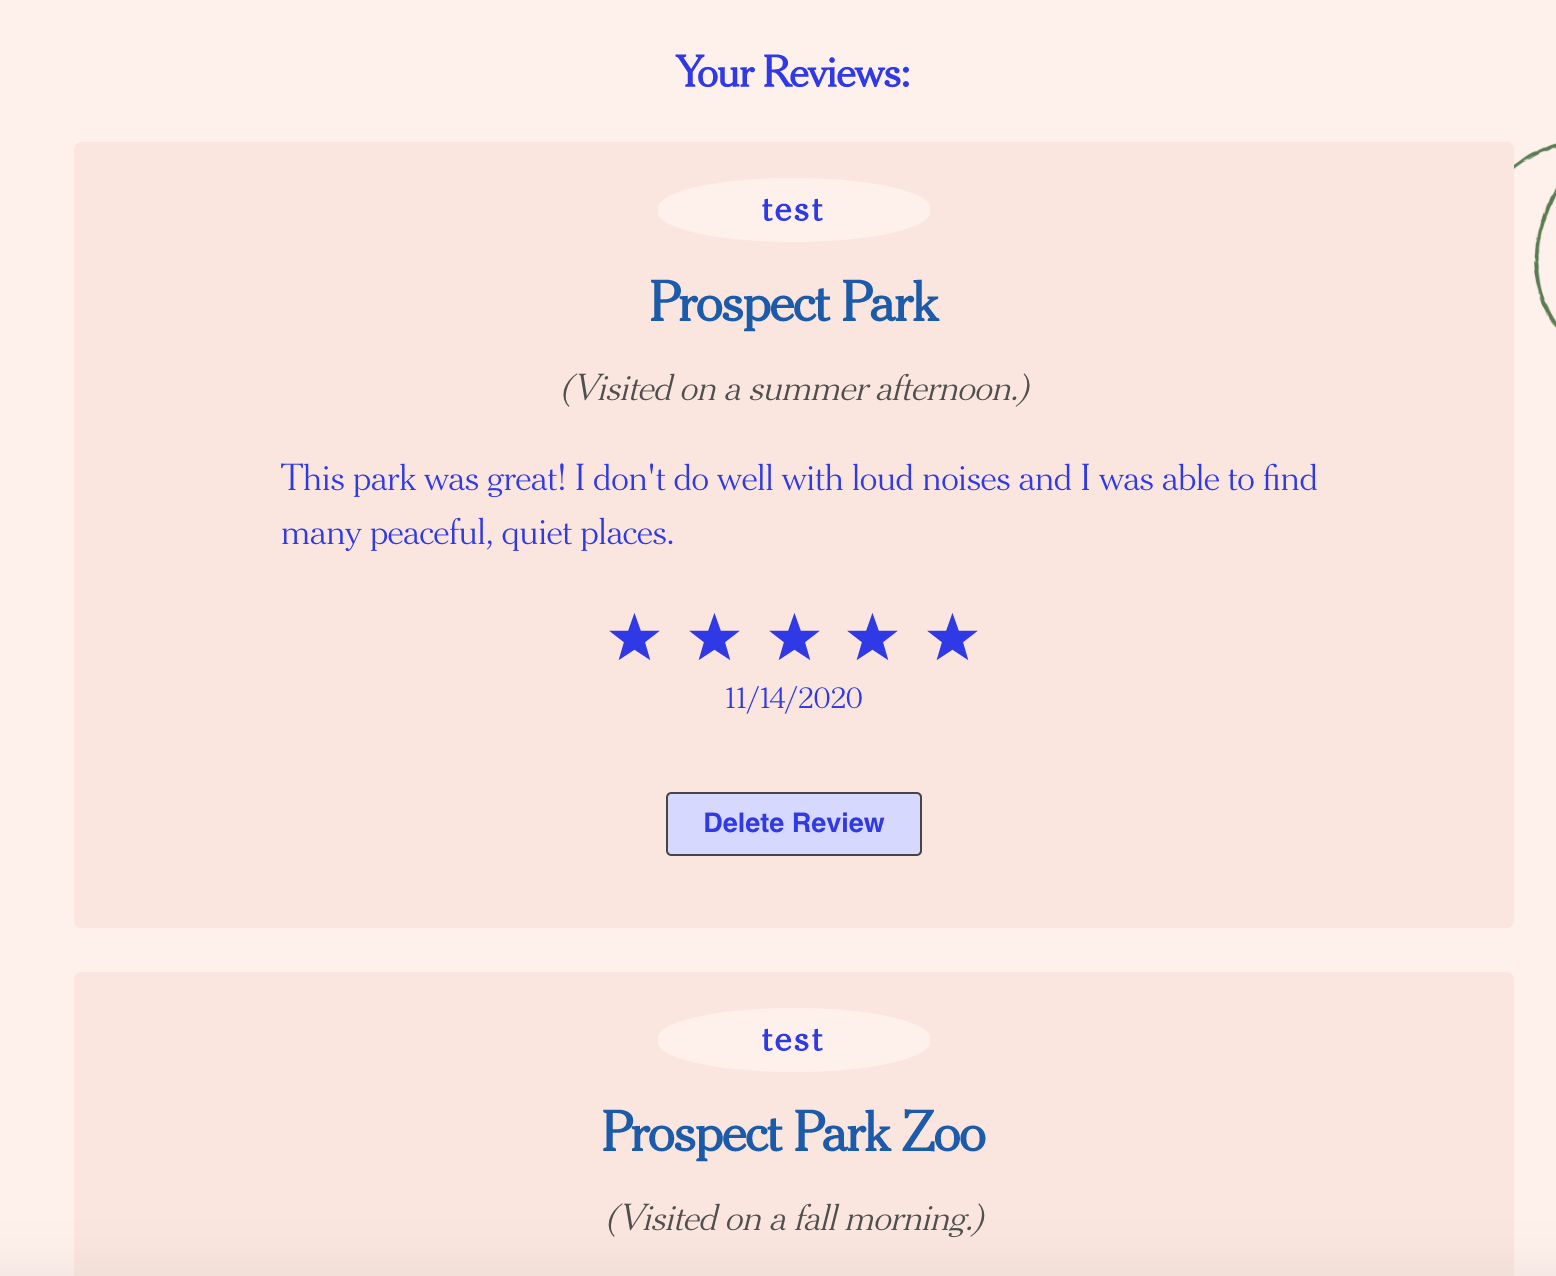 Your Reviews:
test
Prospect Park
(Visited on a summer afternoon.)
This park was great! I don't do well with loud noises and I was able to find
many peaceful, quiet places.
11/14/2020
Delete Review
test
Prospect Park Zoo
(Visited on a fall morning.)